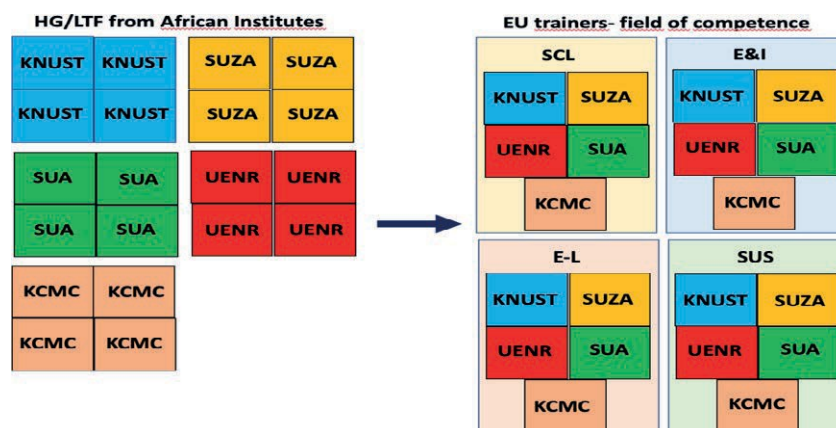 HG/LTF from African Institutes
KNUST KNUST
KNUST KNUST
SUZA SUZA
SUZA SUZA
SUA SUA
SUA SUA
UENR UENR
UENR UENR
KCMC KCMC
KCMC KCMC
EU trainers- field of competence
SCL
KNUST SUZA
UENR SUA
KCMC
E&I
KNUST SUZA
UENR SUA
KCMC
E-L
KNUST SUZA
UENR SUA
KCMC
SUS
KNUST SUZA
UENR SUA
KCMC